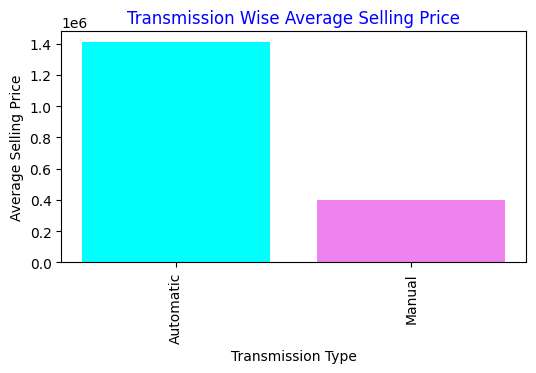 Transmission Wise Average Selling Price
1e6
1.4
1.2
1.0
0.8
0.6
0.4
0.2
0.0
Average Selling Price
Automatic
Manual
Transmission Type